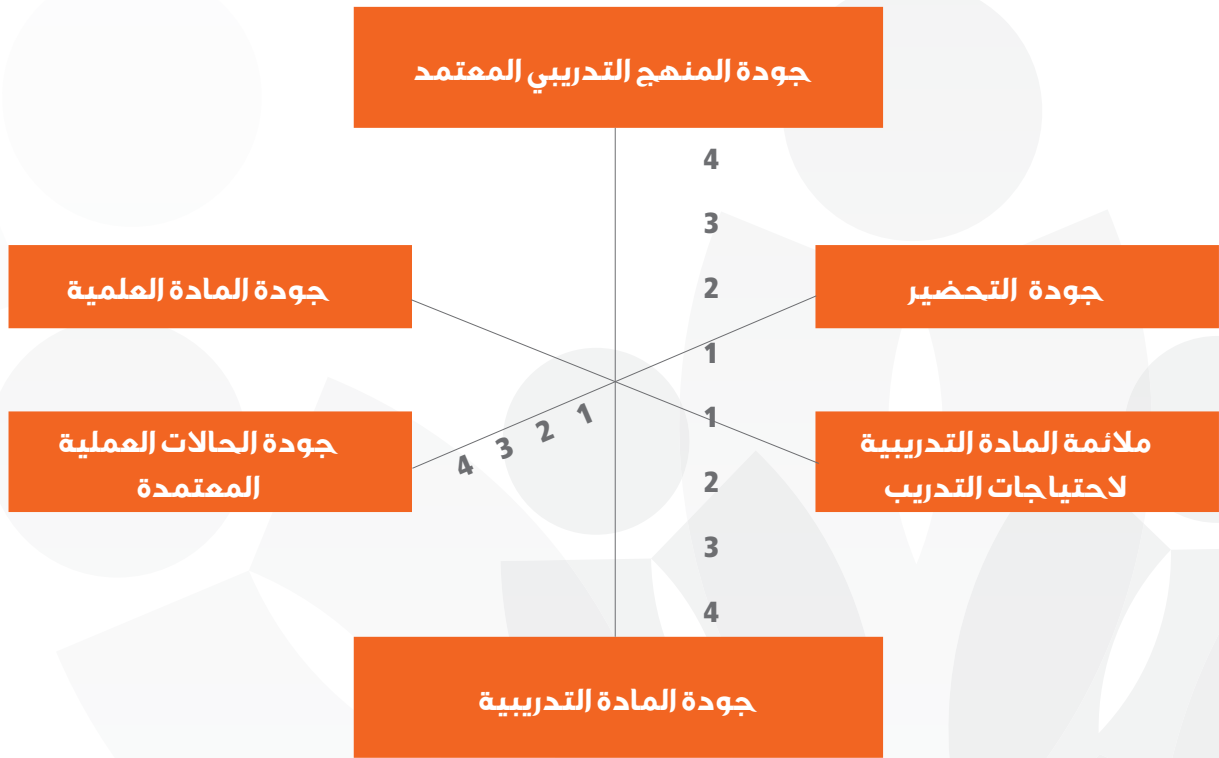 جودة المنهج التدريبي المعتمد
4
3
جودة التحضير
جودة المادة العلمية
2
1
1
1
2
3
4
ملائمة المادة التدريبية
لاحتياجات التدريب
جودة الحالات العملية
المعتمدة
2
3
4
جودة المادة التدريبية